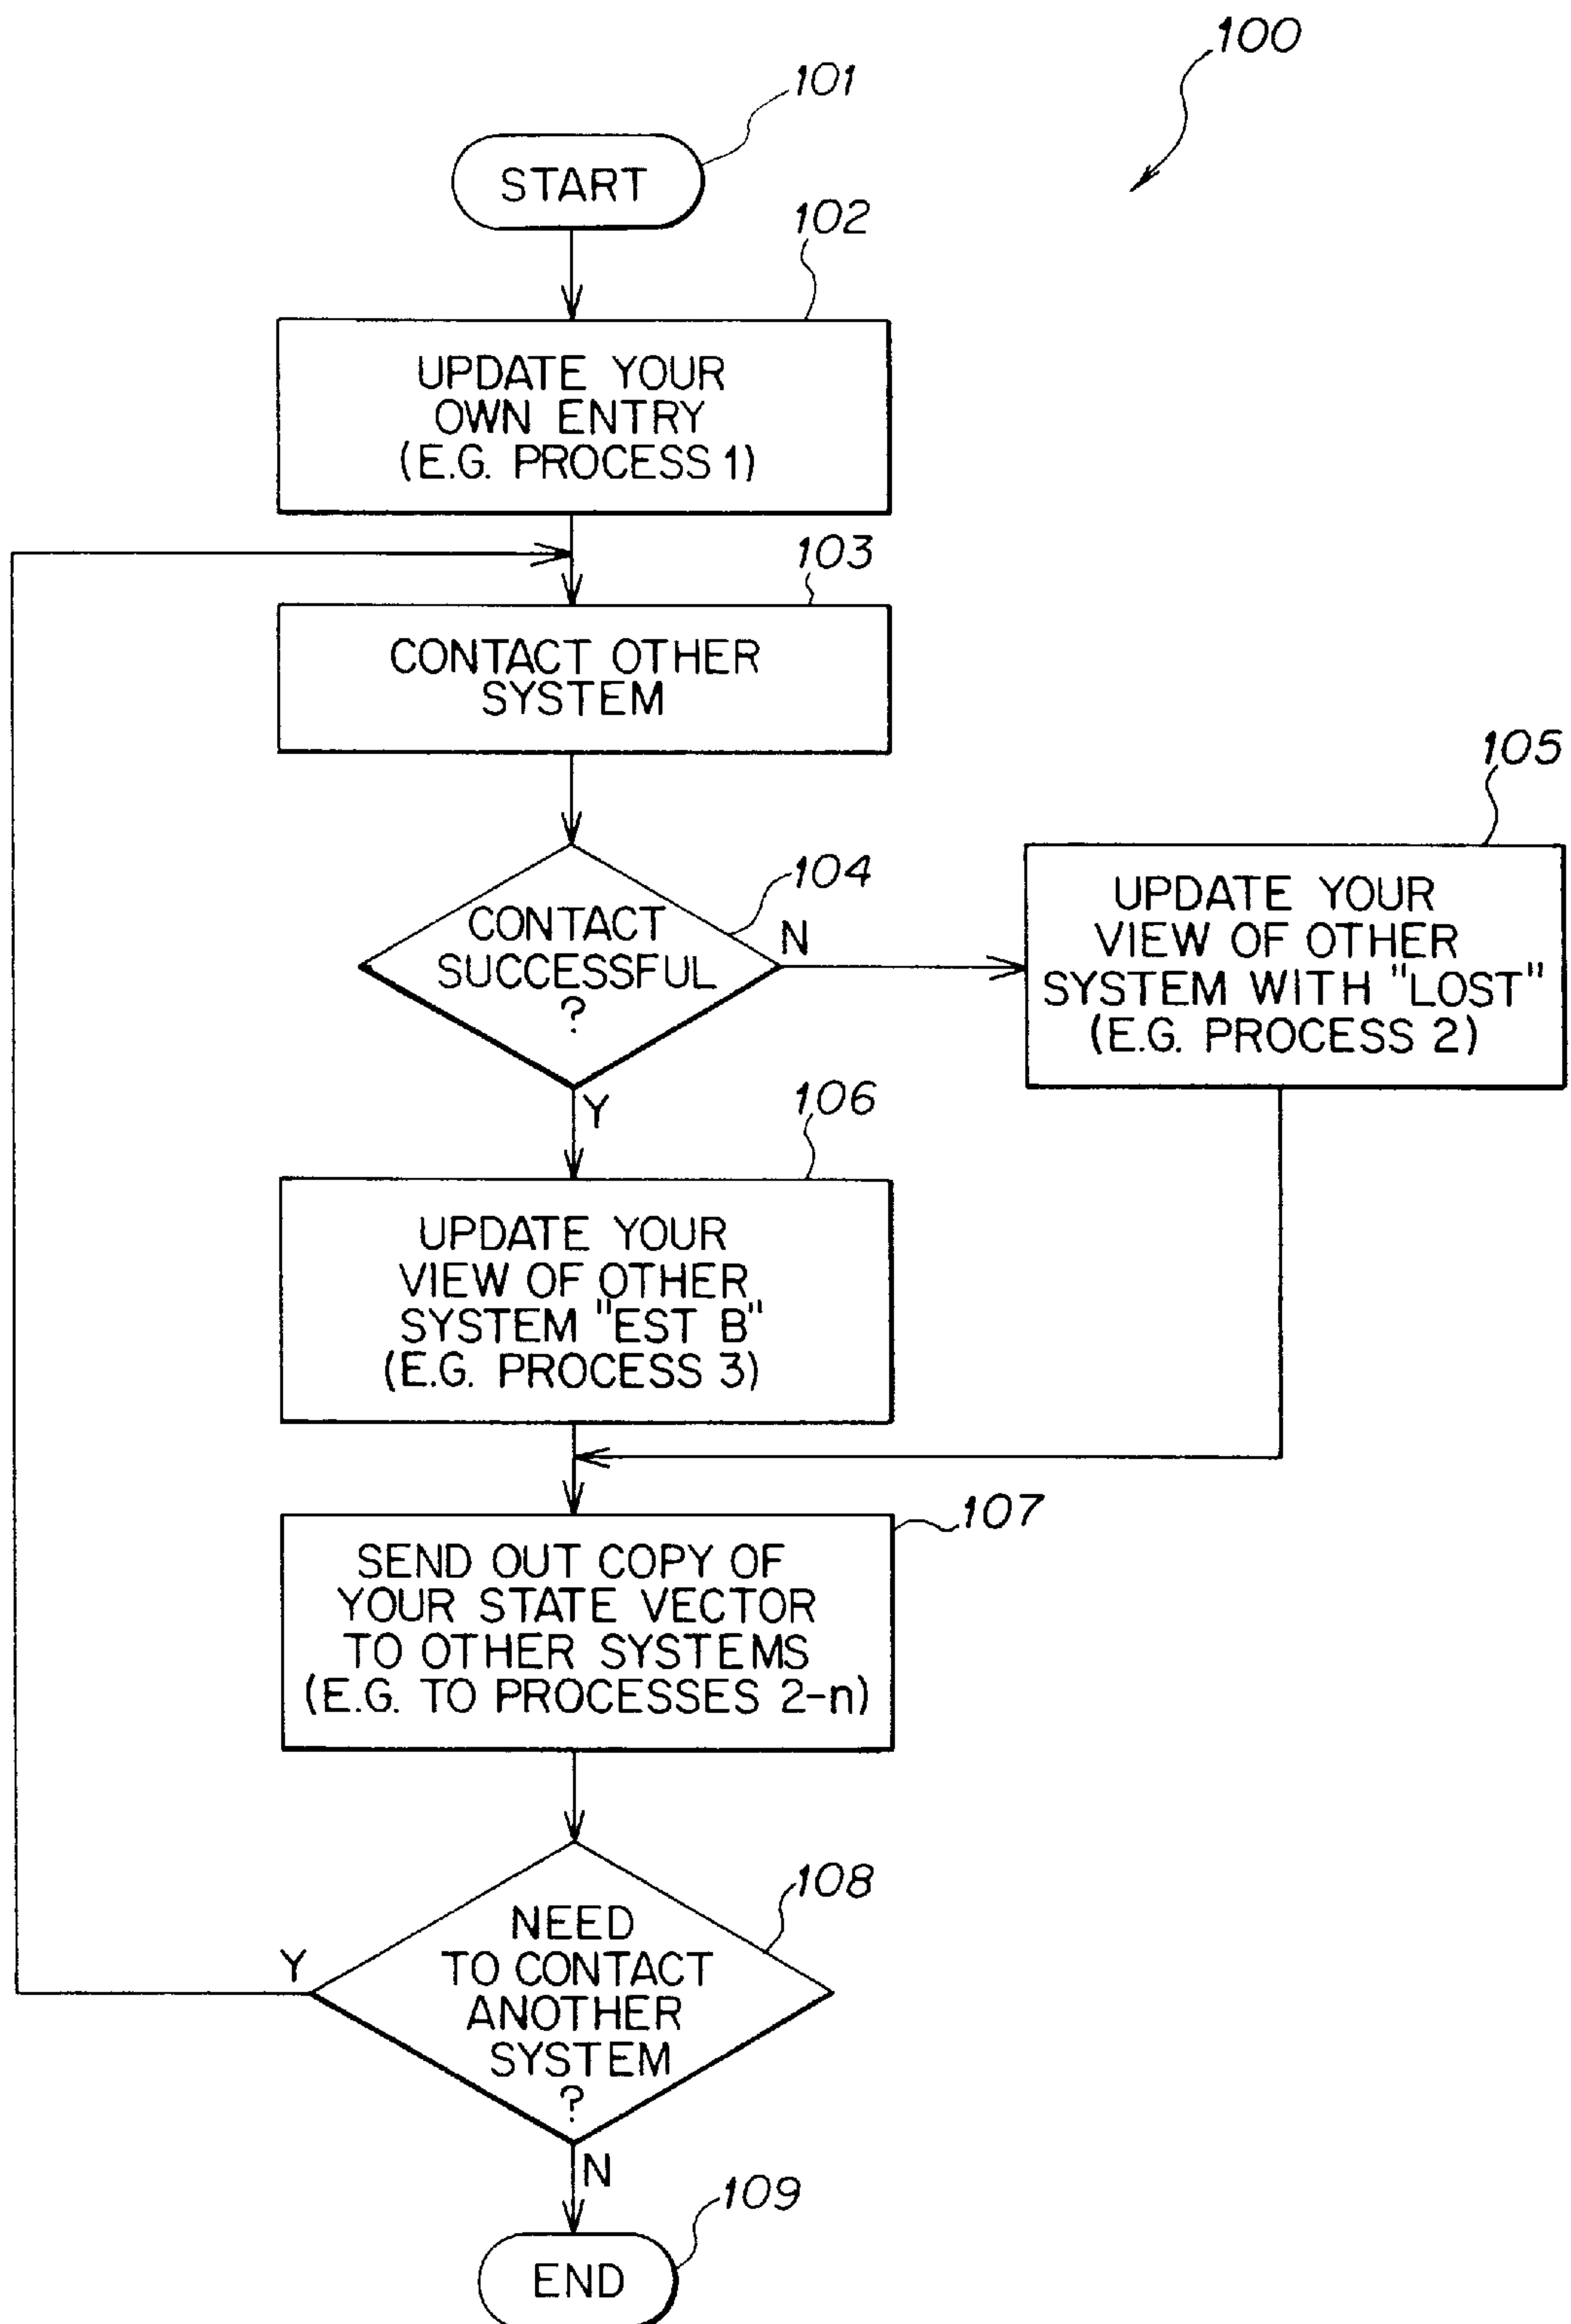 100
101
START
102
UPDATE YOUR
OWN ENTRY
(E.G. PROCESS 1)
103
CONTACT OTHER
SYSTEM
104
CONTACT
SUCCESSFUL
?
N
Y
105
UPDATE YOUR
VIEW OF OTHER
SYSTEM WITH "LOST"
(E.G. PROCESS 2)
106
UPDATE YOUR
VIEW OF OTHER
SYSTEM "EST B"
(E.G. PROCESS 3)
107
SEND OUT COPY OF
YOUR STATE VECTOR
TO OTHER SYSTEMS
(E.G. TO PROCESSES 2-n)
108
NEED
TO CONTACT
ANOTHER
SYSTEM
?
Y
N
109
END